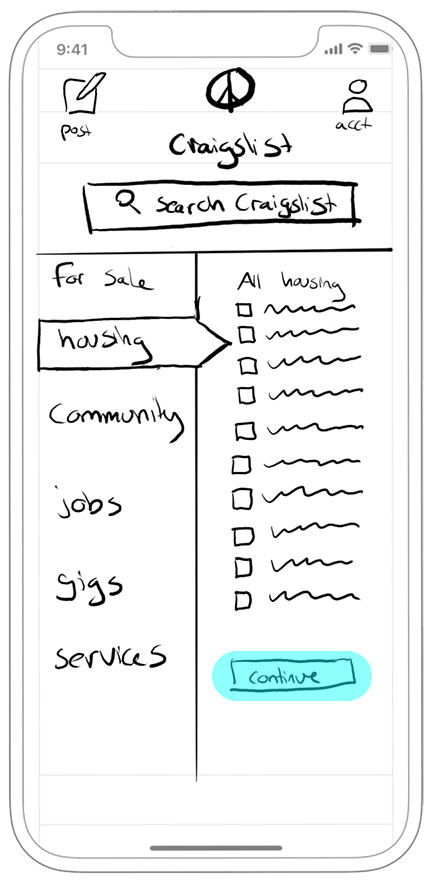 9:41
post
acct
Craigslist
Search Craigslist
for sale
housing
community
jobs
gigs
services
All housing
continue